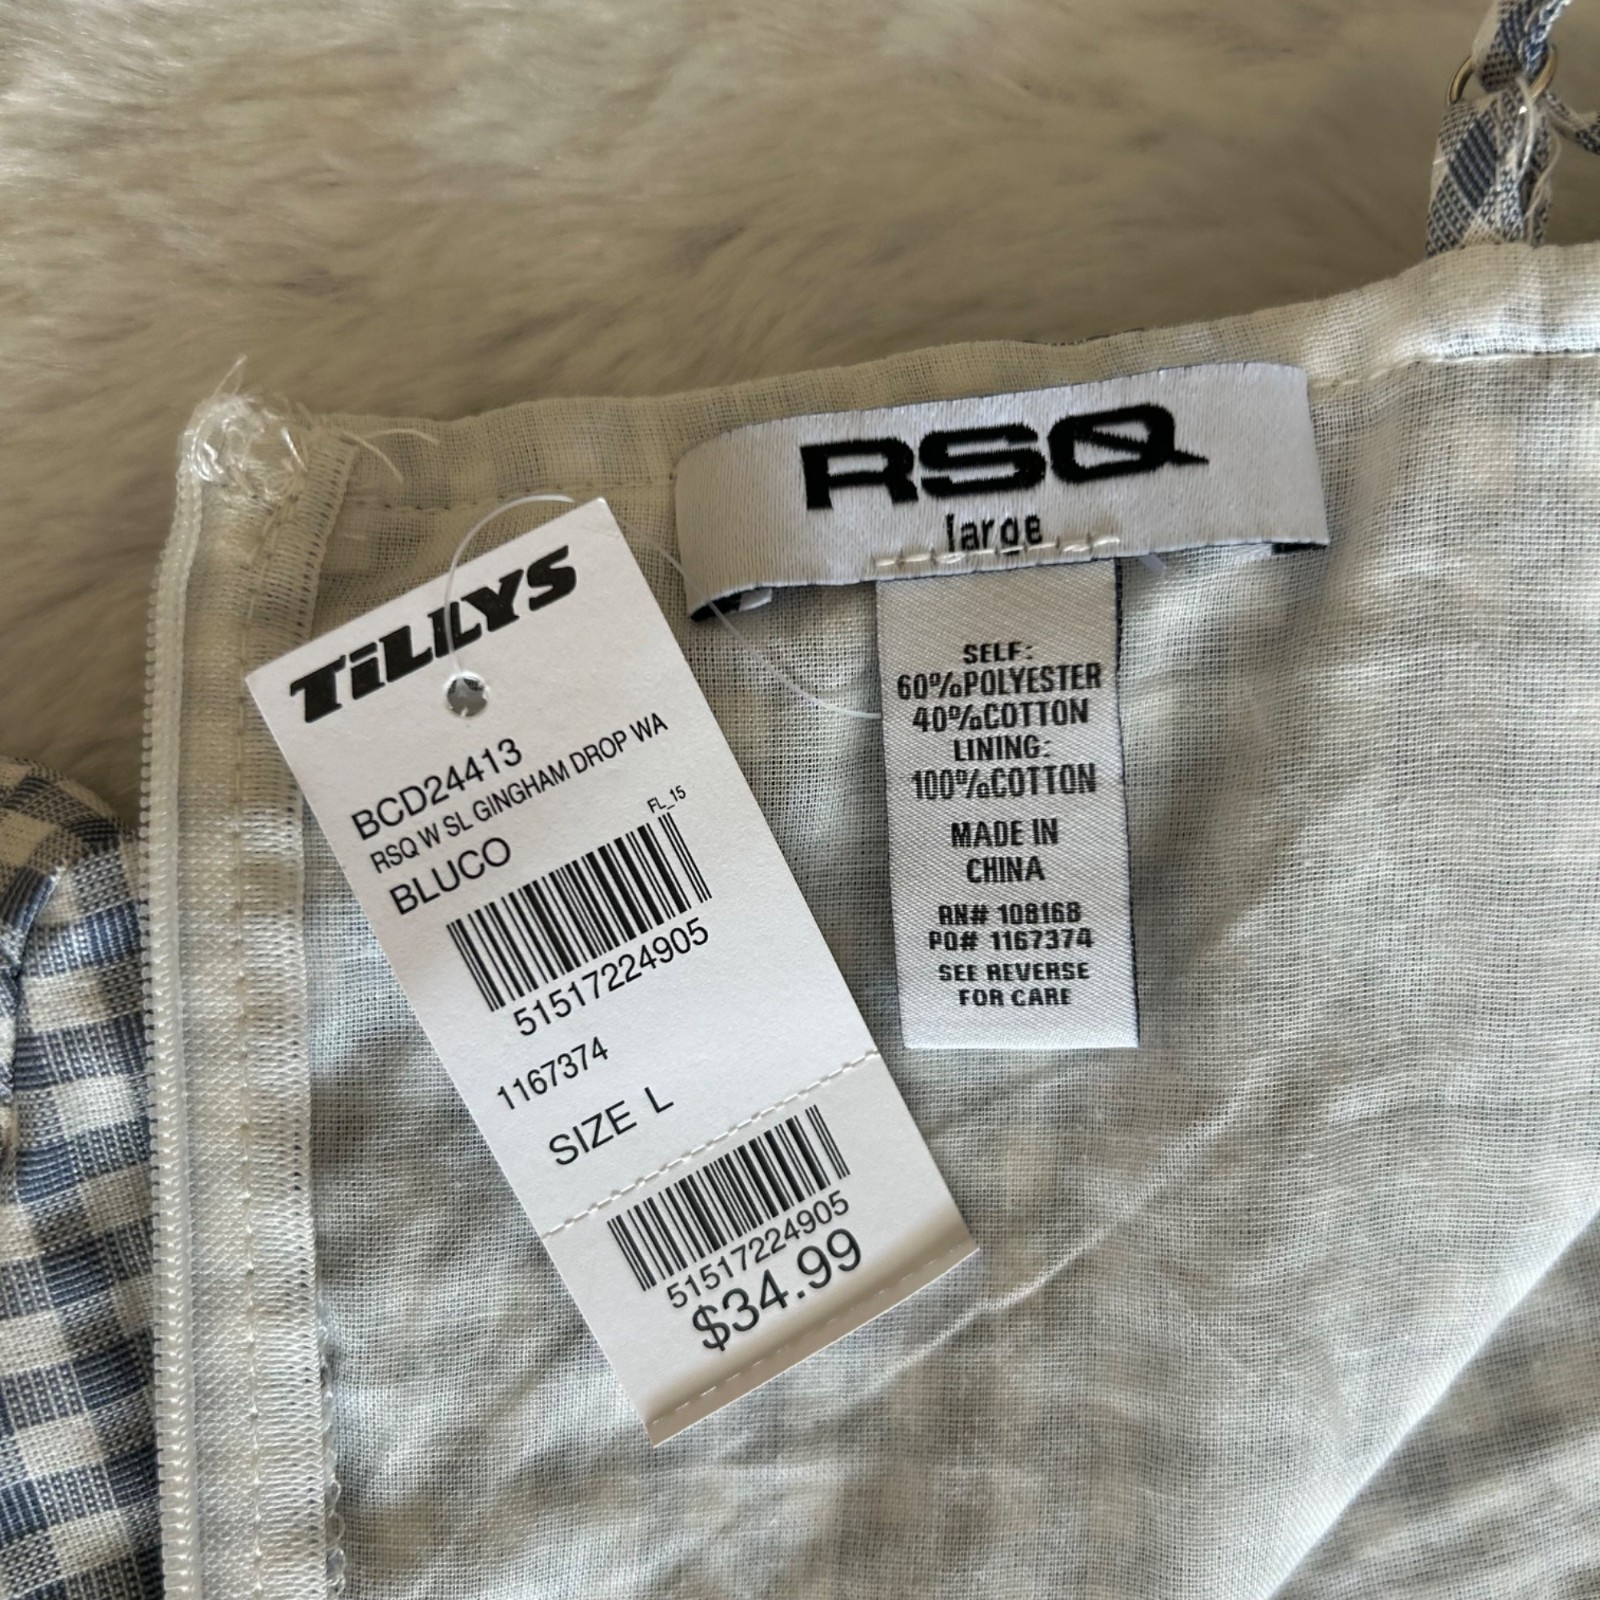 RSQ
large
SELF:
60%POLYESTER
40%COTTON
LINING:
100%COTTON
MADE IN
CHINA
RN# 108168
PO# 1167374
SEE REVERSE
FOR CARE
TiLLYS
BCD24413
RSQ W SL GINGHAM DROP WA
BLUCO
FL_15
51517224905
1167374
SIZE L
51517224905
$34.99